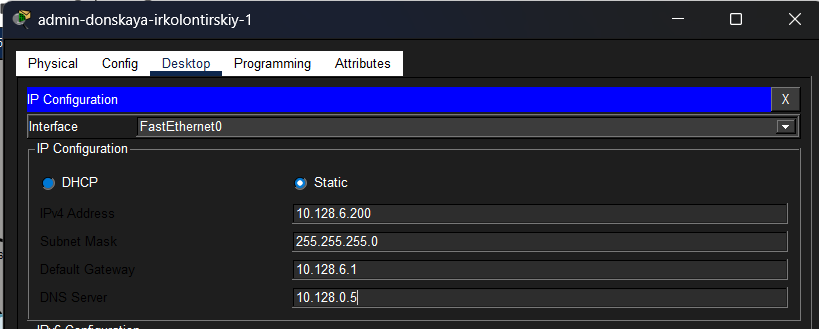 admin-donskaya-irkolontirskiy-1
Physical Config Desktop Programming Attributes
IP Configuration X
Interface FastEthernet0
IP Configuration
DHCP Static
IPv4 Address 10.128.6.200
Subnet Mask 255.255.255.0
Default Gateway 10.128.6.1
DNS Server 10.128.0.5
IPv6 Configuration